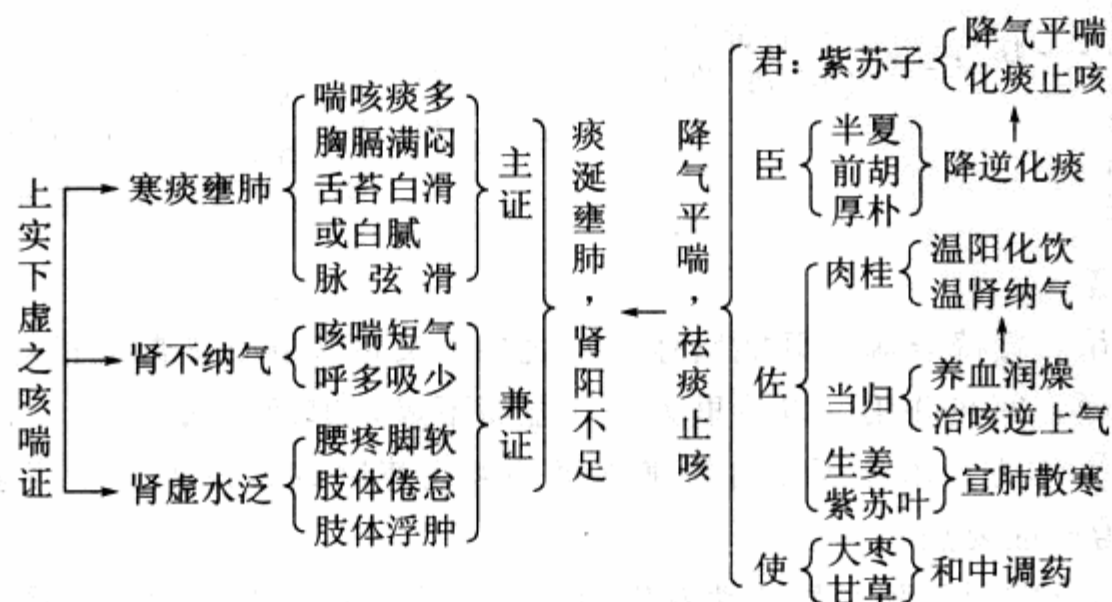 上实下虚之咳喘证
寒痰壅肺
喘咳痰多
胸膈满闷
舌苔白滑
或白腻
脉弦滑
主证
肾不纳气
咳喘短气
呼多吸少
肾虚水泛
腰疼脚软
肢体倦怠
肢体浮肿
兼证
痰涎壅肺，肾阳不足
降气平喘，祛痰止咳
君：紫苏子
降气平喘
化痰止咳
臣
半夏
前胡
厚朴
降逆化痰
佐
肉桂
温阳化饮
温肾纳气
当归
养血润燥
治咳逆上气
生姜
紫苏叶
宣肺散寒
使
大枣
甘草
和中调药